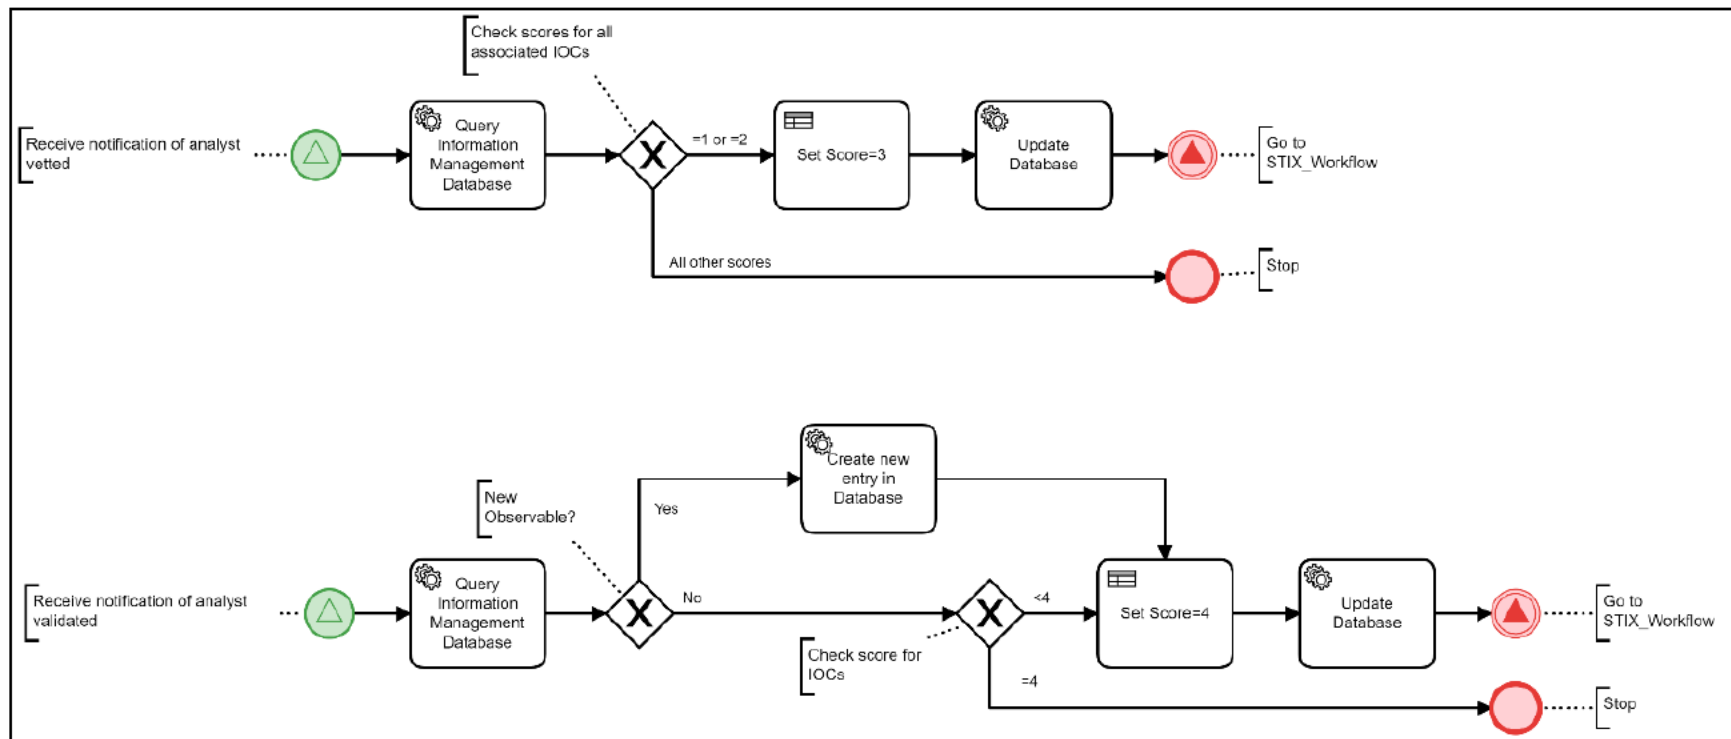 Check scores for all
associated IOCs
Receive notification of analyst
vetted
Query
Information
Management
Database
=1 or =2
Set Score=3
Update
Database
Go to
STIX_Workflow
All other scores
Stop
Create new
entry in
Database
New
Observable?
Yes
Receive notification of analyst
validated
Query
Information
Management
Database
No
Check score for
IOCs
<4
Set Score=4
Update
Database
Go to
STIX_Workflow
=4
Stop